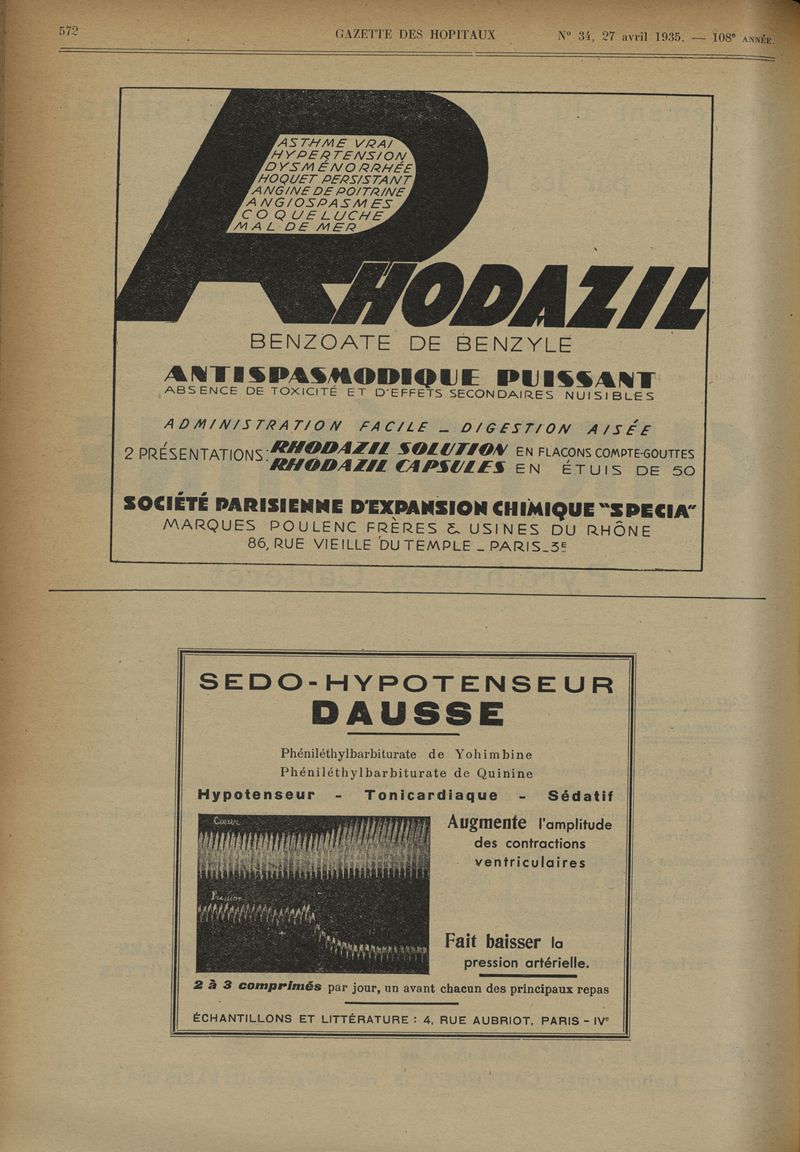 572
GAZETTE DES HOPITAUX
N° 34, 27 avril 1935. — 108e ANNÉE.
ASTHME VRAI
HYPERTENSION
DYSMÉNORRHÉE
HOQUET PERSISTANT
ANGINE DE POITRINE
ANGIOSPASMES
COQUELUCHE
MAL DE MER
RHODAZIL
BENZOATE DE BENZYLE
ANTISPASMODIQUE PUISSANT
ABSENCE DE TOXICITÉ ET D'EFFETS SECONDAIRES NUISIBLES
ADMINISTRATION FACILE _ DIGESTION AISÉE
2 PRÉSENTATIONS: RHODAZIL SOLUTION EN FLACONS COMPTE-GOUTTES
RHODAZIL CAPSULES EN ÉTUIS DE 50
SOCIÉTÉ PARISIENNE D'EXPANSION CHIMIQUE "SPECIA"
MARQUES POULENC FRÈRES & USINES DU RHÔNE
86, RUE VIEILLE DU TEMPLE _ PARIS_3E
SEDO-HYPOTENSEUR
DAUSSE
Phéniléthylbarbiturate de Yohimbine
Phéniléthylbarbiturate de Quinine
Hypotenseur - Tonicardiaque - Sédatif
Coeur
Pression
Augmente l'amplitude
des contractions
ventriculaires
Fait baisser la
pression artérielle.
2 à 3 comprimés par jour, un avant chacun des principaux repas
ÉCHANTILLONS ET LITTÉRATURE : 4, RUE AUBRIOT, PARIS - IVe